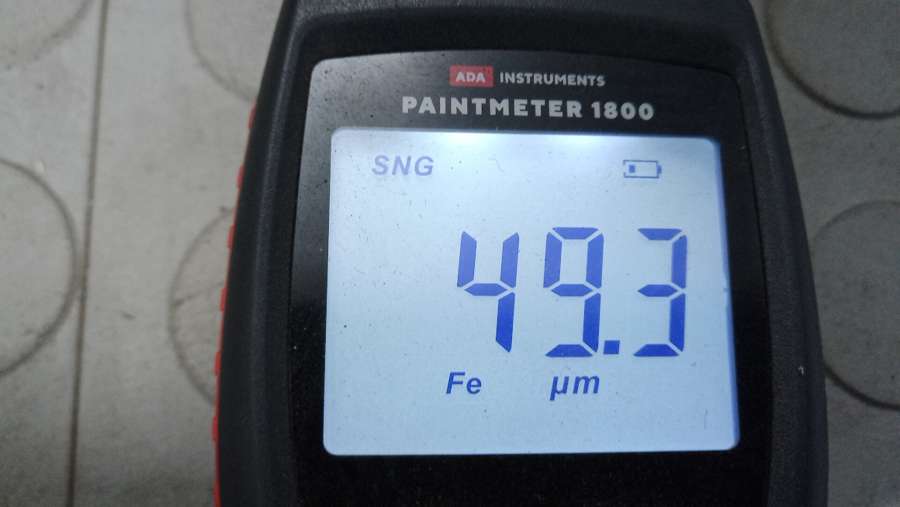 ADA INSTRUMENTS
PAINTMETER 1800
SNG
49.3
Fe µm